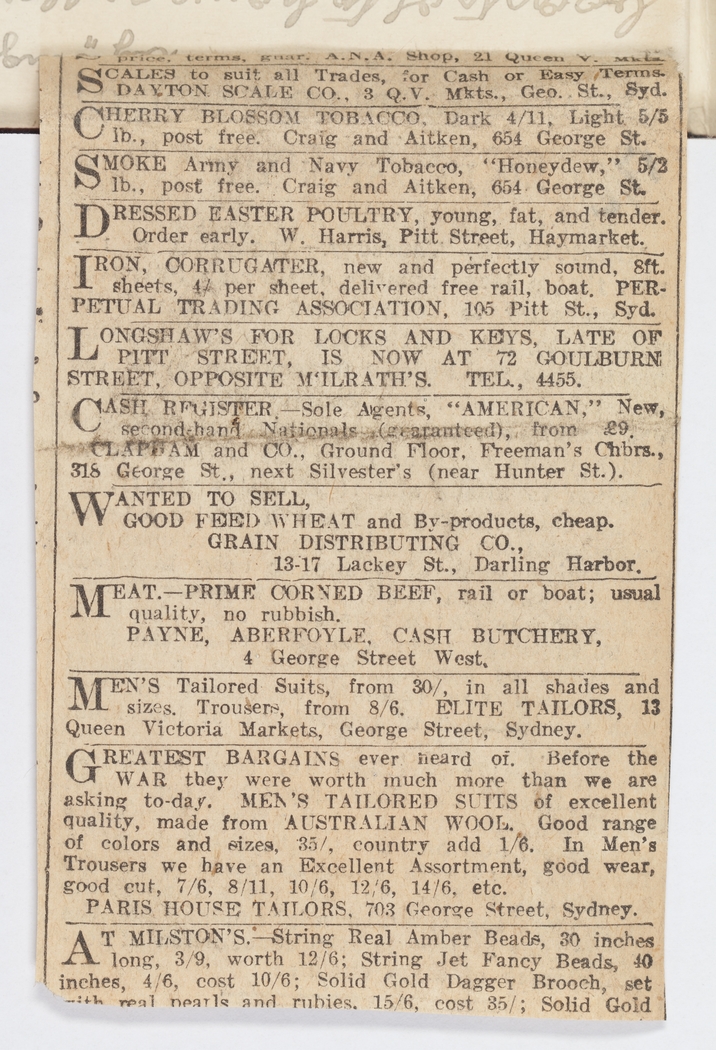 price, terms, guar. A.N.A. Shop, 21 Queen V. Mkts.
SCALES to suit all Trades, for Cash or Easy Terms.
DAYTON SCALE CO., 3 Q.V. Mkts., Geo. St., Syd.
CHERRY BLOSSOM TOBACCO, Dark 4/11, Light 5/5
lb., post free. Craig and Aitken, 654 George St.
SMOKE Army and Navy Tobacco, "Honeydew," 5/2
lb., post free. Craig and Aitken, 654 George St.
DRESSED EASTER POULTRY, young, fat, and tender.
Order early. W. Harris, Pitt Street, Haymarket.
IRON, CORRUGATER, new and perfectly sound, 8ft.
sheets, 4/ per sheet, delivered free rail, boat. PER-
PETUAL TRADING ASSOCIATION, 105 Pitt St., Syd.
LONGSHAW'S FOR LOCKS AND KEYS, LATE OF
PITT STREET, IS NOW AT 72 GOULBURN
STREET, OPPOSITE M'ILRATH'S. TEL., 4455.
CASH REGISTER.—Sole Agents, "AMERICAN," New,
second-hand Nationals (guaranteed), from £9.
CLAPHAM and CO., Ground Floor, Freeman's Chbrs.,
318 George St., next Silvester's (near Hunter St.).
WANTED TO SELL,
GOOD FEED WHEAT and By-products, cheap.
GRAIN DISTRIBUTING CO.,
13-17 Lackey St., Darling Harbor.
MEAT.—PRIME CORNED BEEF, rail or boat; usual
quality, no rubbish.
PAYNE, ABERFOYLE, CASH BUTCHERY,
4 George Street West.
MEN'S Tailored Suits, from 30/, in all shades and
sizes. Trousers, from 8/6. ELITE TAILORS, 13
Queen Victoria Markets, George Street, Sydney.
GREATEST BARGAINS ever heard of. Before the
WAR they were worth much more than we are
asking to-day. MEN'S TAILORED SUITS of excellent
quality, made from AUSTRALIAN WOOL. Good range
of colors and sizes, 35/, country add 1/6. In Men's
Trousers we have an Excellent Assortment, good wear,
good cut, 7/6, 8/11, 10/6, 12/6, 14/6, etc.
PARIS HOUSE TAILORS, 703 George Street, Sydney.
AT MILSTON'S.—String Real Amber Beads, 30 inches
long, 3/9, worth 12/6; String Jet Fancy Beads, 40
inches, 4/6, cost 10/6; Solid Gold Dagger Brooch, set
with real pearls and rubies, 15/6, cost 35/; Solid Gold